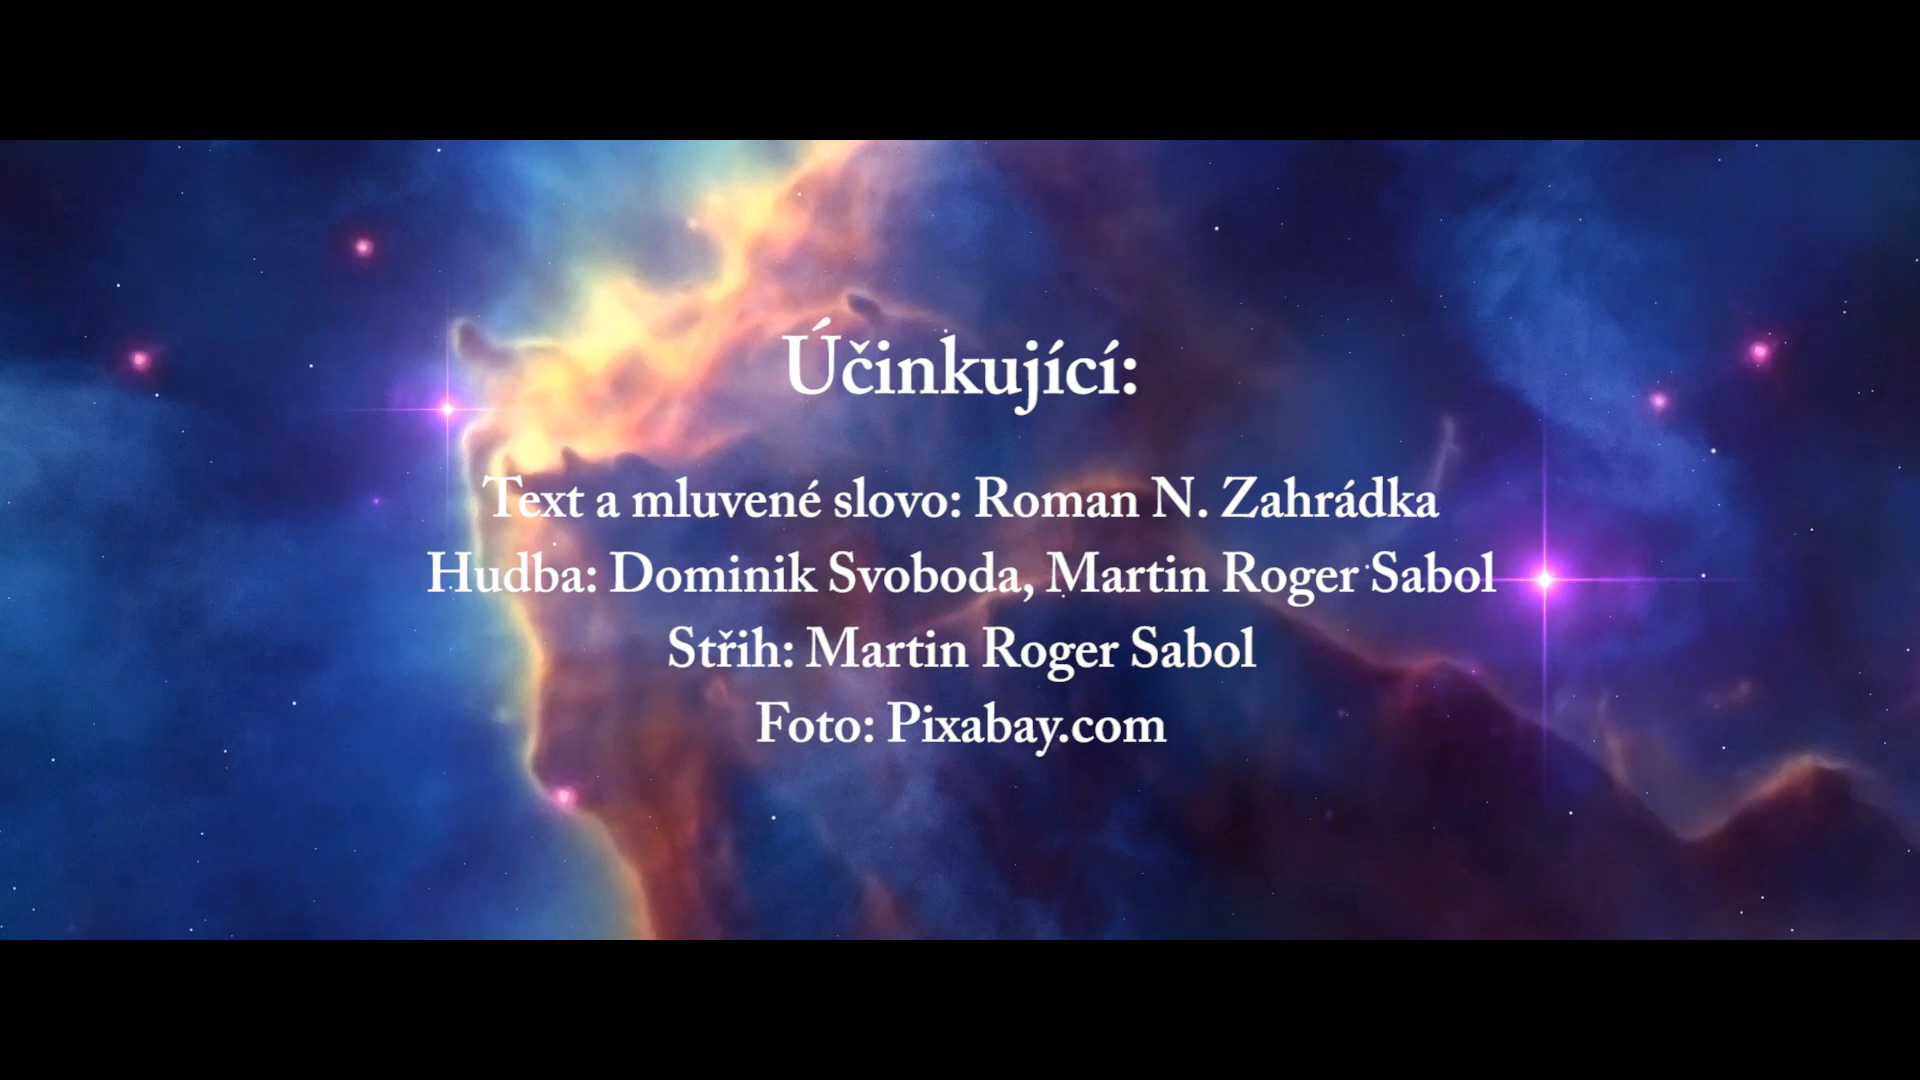 Účinkující:
Text a mluvené slovo: Roman N. Zahrádka
Hudba: Dominik Svoboda, Martin Roger Sabol
Střih: Martin Roger Sabol
Foto: Pixabay.com